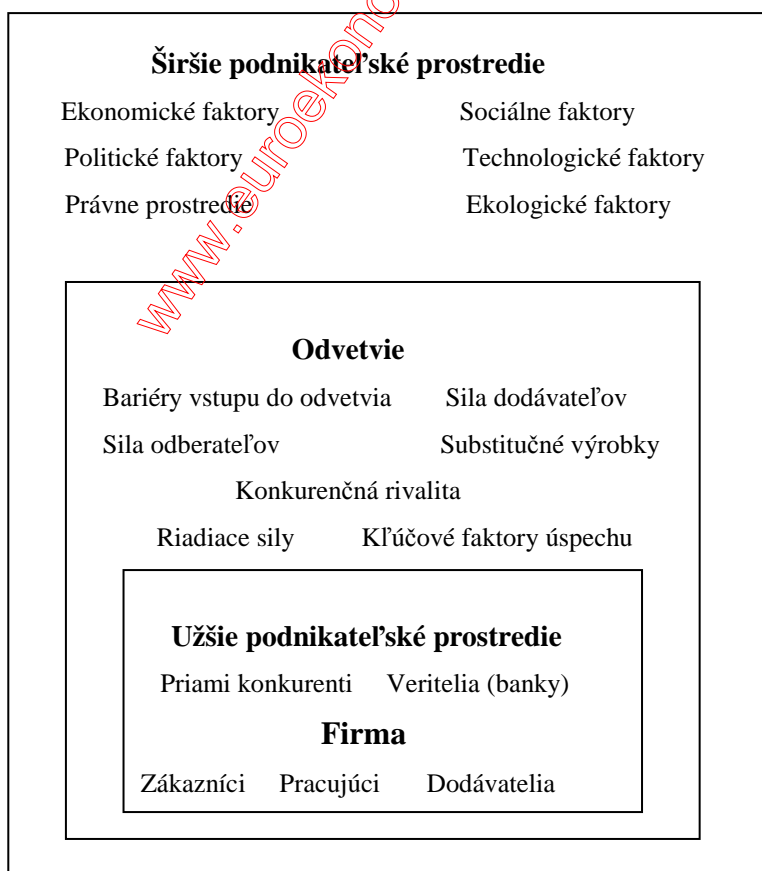 Širšie podnikateľské prostredie
Ekonomické faktory Sociálne faktory
Politické faktory Technologické faktory
Právne prostredie Ekologické faktory
www.euroekono
Odvetvie
Bariéry vstupu do odvetvia Sila dodávateľov
Sila odberateľov Substitučné výrobky
Konkurenčná rivalita
Riadiace sily Kľúčové faktory úspechu
Užšie podnikateľské prostredie
Priami konkurenti Veritelia (banky)
Firma
Zákazníci Pracujúci Dodávatelia